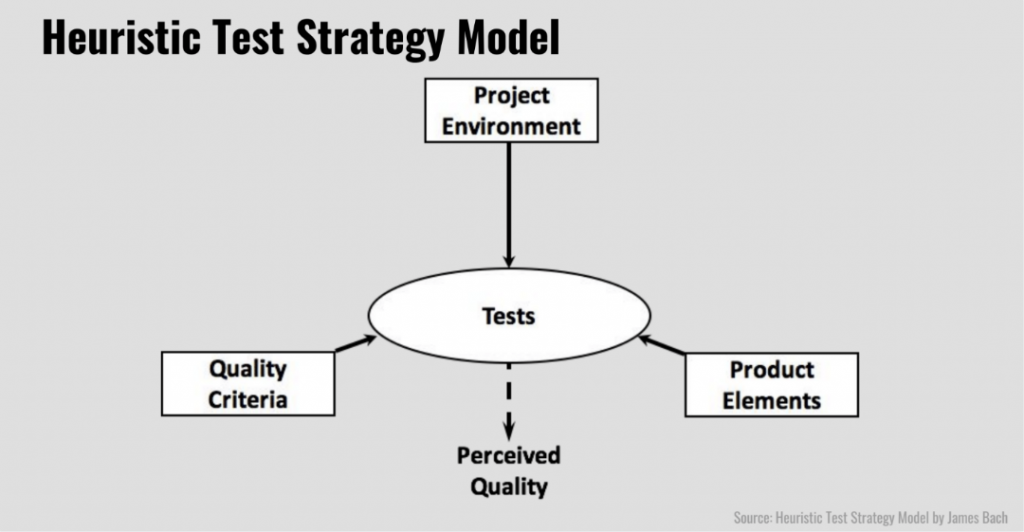 Heuristic Test Strategy Model
Project
Environment
Tests
Quality
Criteria
Product
Elements
Perceived
Quality
Source: Heuristic Test Strategy Model by James Bach